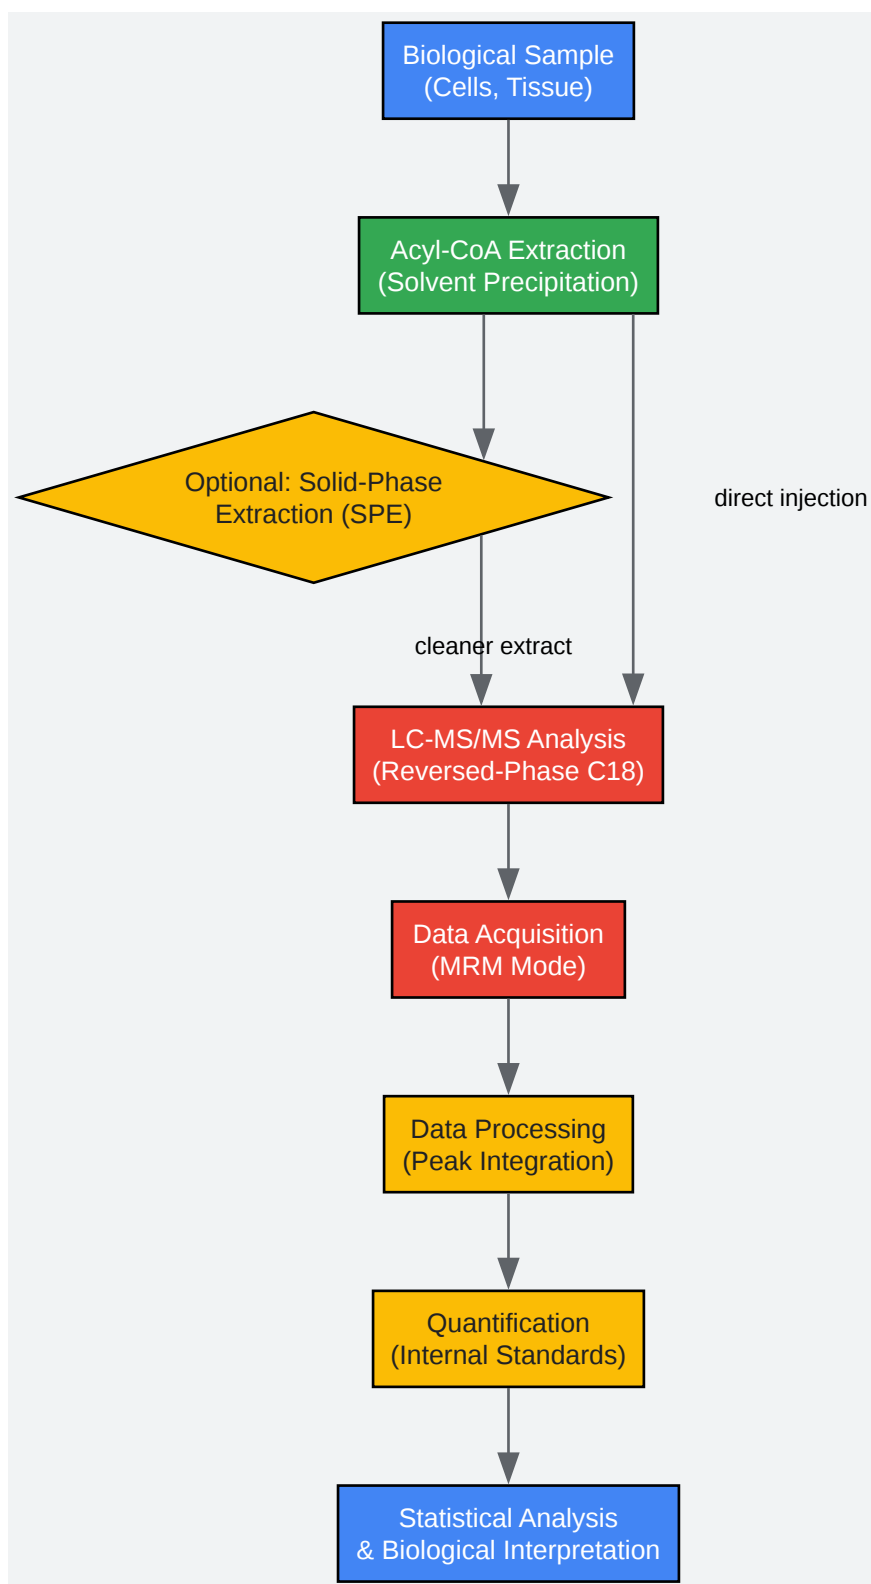 Biological Sample
(Cells, Tissue)
Acyl-CoA Extraction
(Solvent Precipitation)
Optional: Solid-Phase
Extraction (SPE)
direct injection
cleaner extract
LC-MS/MS Analysis
(Reversed-Phase C18)
Data Acquisition
(MRM Mode)
Data Processing
(Peak Integration)
Quantification
(Internal Standards)
Statistical Analysis
& Biological Interpretation